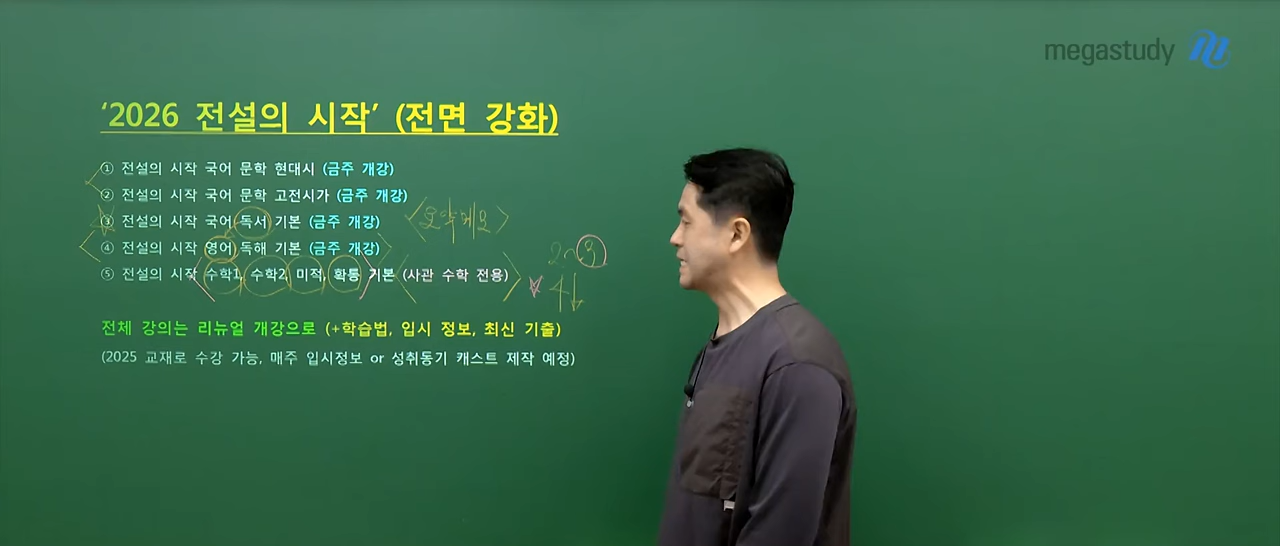 megastudy
‘2026 전설의 시작’ (전면 강화)
① 전설의 시작 국어 문학 현대시 (금주 개강)
② 전설의 시작 국어 문학 고전시가 (금주 개강)
③ 전설의 시작 국어 독서 기본 (금주 개강)
④ 전설의 시작 영어 독해 기본 (금주 개강)
2~3
⑤ 전설의 시작 수학1, 수학2, 미적, 확통 기본 (사관 수학 전용)
4↓
전체 강의는 리뉴얼 개강으로 (+학습법, 입시 정보, 최신 기출)
(2025 교재로 수강 가능, 매주 입시정보 or 성취동기 캐스트 제작 예정)